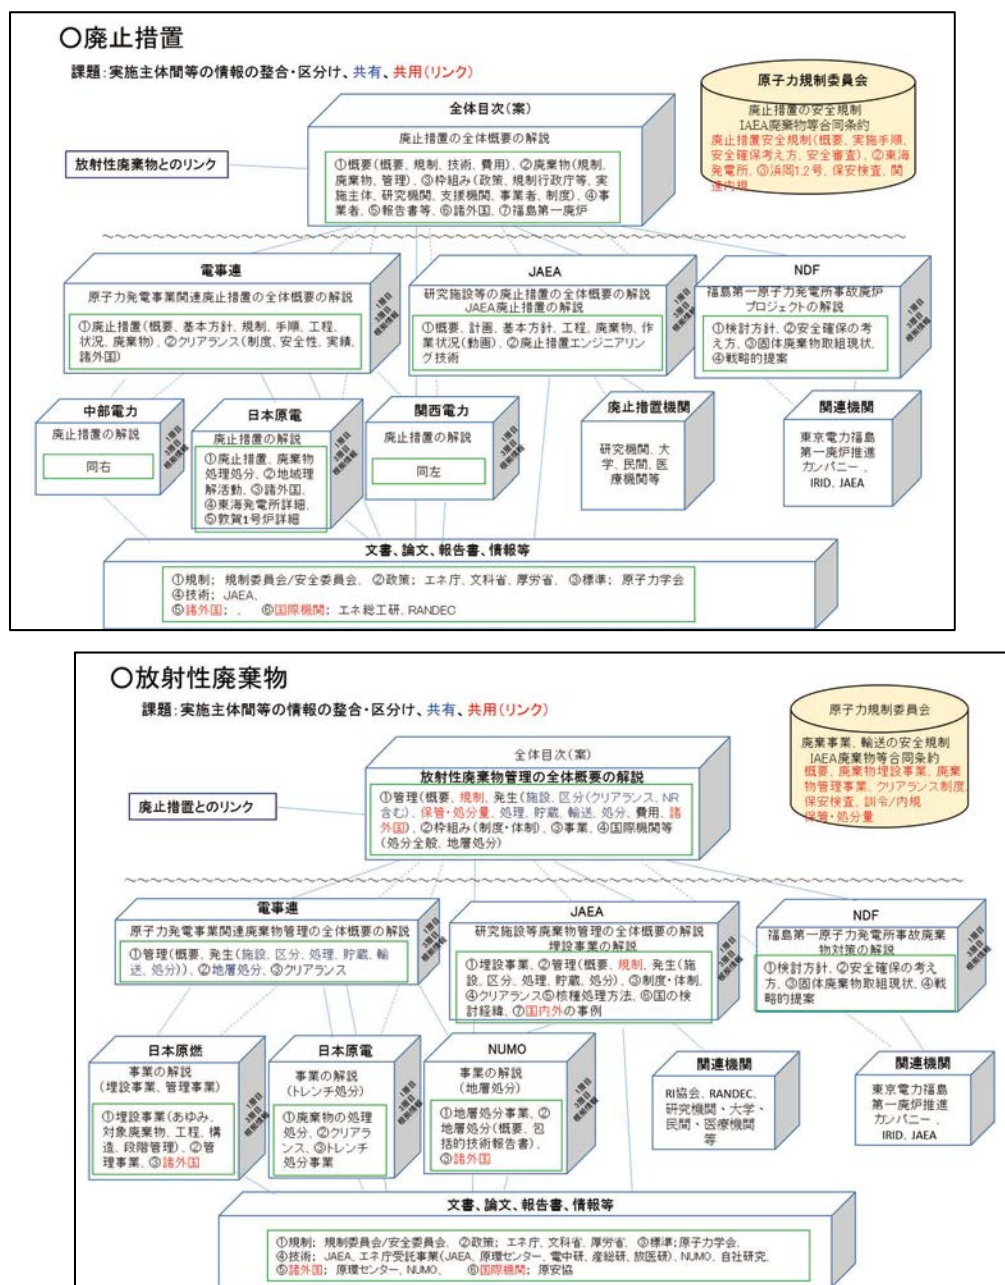 〇廃止措置
課題:実施主体間等の情報の整合・区分け、共有、共用(リンク)
原子力規制委員会
廃止措置の安全規制
IAEA廃棄物等合同条約
廃止措置安全規制(概要、実施手順、
安全確保考え方、安全審査)、②東海
発電所、③浜岡1,2号、保安検査、関
連内規
全体目次(案)
廃止措置の全体概要の解説
①概要(概要、規制、技術、費用)、②廃棄物(規制、
廃棄物、管理)、③枠組み(政策、規制行政庁等、実
施主体、研究機関、支援機関、事業者、制度)、④事
業者、⑤報告書等、⑥諸外国、⑦福島第一廃炉
放射性廃棄物とのリンク
電事連
原子力発電事業関連廃止措置の全体概要の解説
①廃止措置(概要、基本方針、規制、手順、工程、
状況、廃棄物)、②クリアランス(制度、安全性、実績、
諸外国)
JAEA
研究施設等の廃止措置の全体概要の解説
JAEA廃止措置の解説
①概要、計画、基本方針、工程、廃棄物、作
業状況(動画)、②廃止措置エンジニアリン
グ技術
NDF
福島第一原子力発電所事故廃炉
プロジェクトの解説
①検討方針、②安全確保の考
え方、③固体廃棄物取組現状、
④戦略的提案
中部電力
廃止措置の解説
同右
日本原電
廃止措置の解説
①廃止措置、廃棄物
処理処分、②地域理
解活動、③諸外国、
④東海発電所詳細、
⑤敦賀1号炉詳細
関西電力
廃止措置の解説
同左
廃止措置機関
研究機関、大
学、民間、医
療機関等
関連機関
東京電力福島
第一廃炉推進
カンパニー、
IRID、JAEA
文書、論文、報告書、情報等
①規制; 規制委員会/安全委員会、 ②政策; エネ庁、文科省、厚労省、 ③標準; 原子力学会
④技術; JAEA、
⑤諸外国; 、 ⑥国際機関; エネ総工研、RANDEC
〇放射性廃棄物
課題:実施主体間等の情報の整合・区分け、共有、共用(リンク)
原子力規制委員会
廃棄事業、輸送の安全規制
IAEA廃棄物等合同条約
概要、廃棄物埋設事業、廃棄
物管理事業、クリアランス制度、
保安検査、訓令/内規
保管・処分量
全体目次(案)
放射性廃棄物管理の全体概要の解説
①管理(概要、規制、発生(施設、区分(クリアランス、NR
含む)、保管・処分量、処理、貯蔵、輸送、処分、費用、諸
外国)、②枠組み(制度・体制)、③事業、④国際機関等
(処分全般、地層処分)
廃止措置とのリンク
電事連
原子力発電事業関連廃棄物管理の全体概要の解説
①管理(概要、発生(施設、区分、処理、貯蔵、輸
送、処分))、②地層処分、③クリアランス
JAEA
研究施設等廃棄物管理の全体概要の解説
埋設事業の解説
①埋設事業、②管理(概要、規制、発生(施
設、区分、処理、貯蔵、処分)、③制度・体制、
④クリアランス⑤核種処理方法、⑥国の検
討経緯、⑦国内外の事例
NDF
福島第一原子力発電所事故廃棄
物対策の解説
①検討方針、②安全確保の考え
方、③固体廃棄物取組現状、④戦
略的提案
日本原燃
事業の解説
(埋設事業、管理事業)
①埋設事業(あゆみ、
対象廃棄物、工程、構
造、段階管理)、②管
理事業、③諸外国
日本原電
事業の解説
(トレンチ処分)
①廃棄物の処理
処分、②クリアラ
ンス、③トレンチ
処分事業
NUMO
事業の解説
(地層処分)
①地層処分事業、②
地層処分(概要、包
括的技術報告書)、
③諸外国
関連機関
RI協会、RANDEC、
研究機関・大学・
民間・医療機関
等
関連機関
東京電力福島
第一廃炉推進
カンパニー、
IRID、JAEA
文書、論文、報告書、情報等
①規制; 規制委員会/安全委員会、 ②政策; エネ庁、文科省、厚労省、 ③標準;原子力学会、
④技術; JAEA、エネ庁受託事業(JAEA、原環センター、電中研、産総研、放医研)、NUMO、自社研究、
⑤諸外国; 原環センター、NUMO、 ⑥国際機関; 原安協